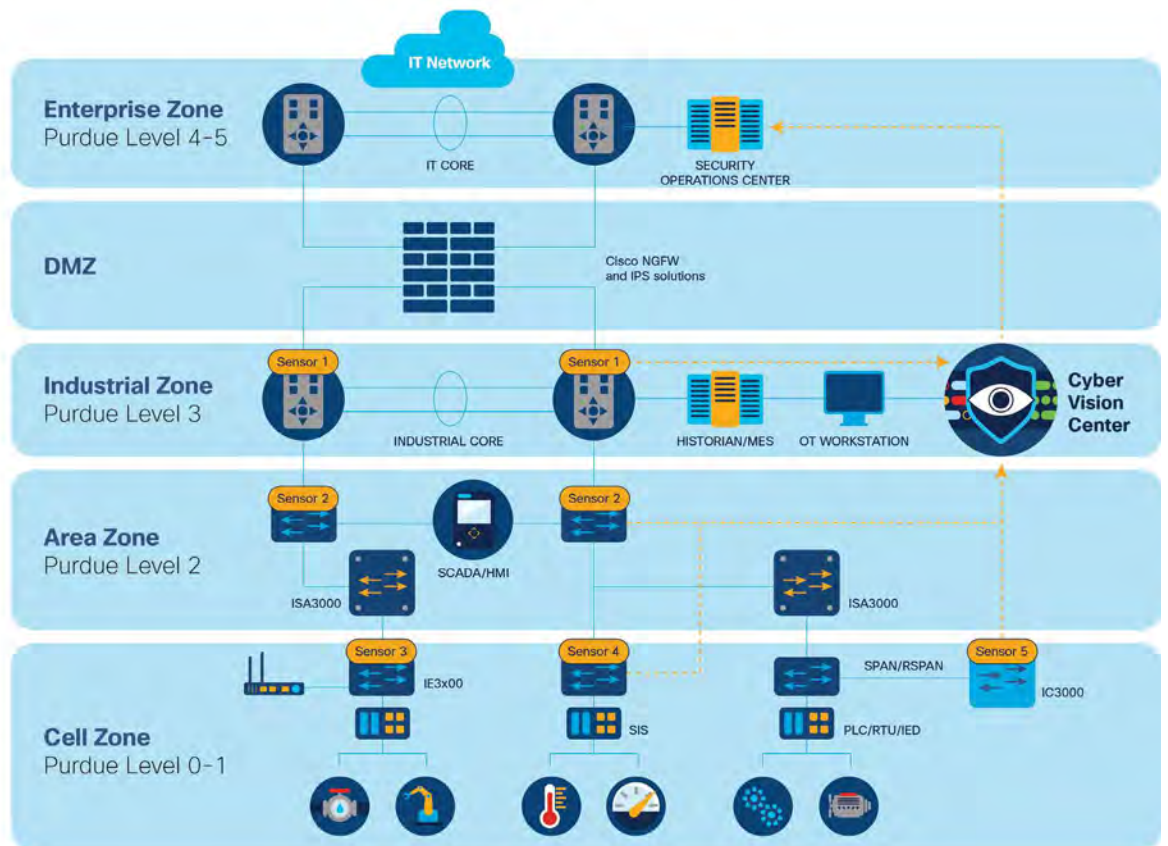 IT Network
Enterprise Zone
Purdue Level 4-5
IT CORE
SECURITY
OPERATIONS CENTER
DMZ
Cisco NGFW
and IPS solutions
Sensor 1
Sensor 1
Industrial Zone
Purdue Level 3
INDUSTRIAL CORE
HISTORIAN/MES
OT WORKSTATION
Cyber
Vision
Center
Sensor 2
Sensor 2
Area Zone
Purdue Level 2
SCADA/HMI
ISA3000
ISA3000
Sensor 3
Sensor 4
Sensor 5
SPAN/RSPAN
IE3x00
IC3000
Cell Zone
Purdue Level 0-1
SIS
PLC/RTU/IED